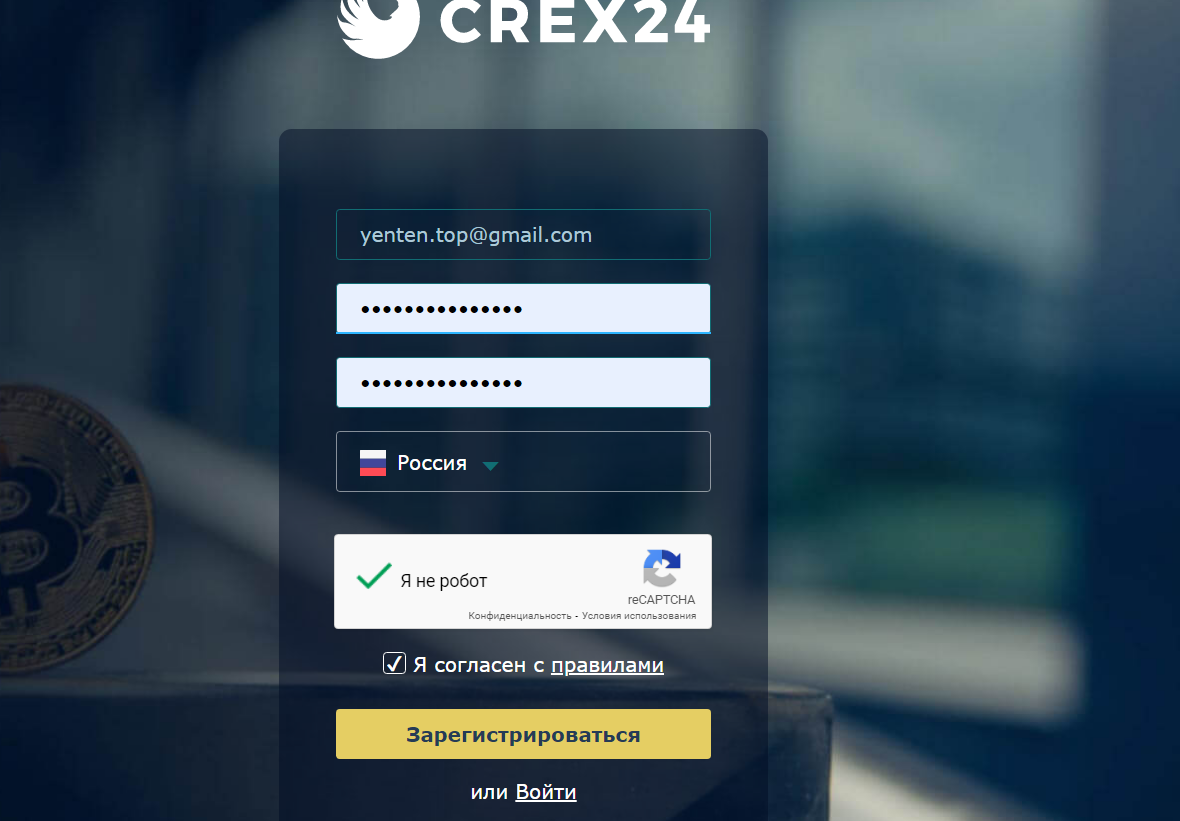 CREX24
yenten.top@gmail.com
•••••••••••••••
•••••••••••••••
Россия
Я не робот
reCAPTCHA
Конфиденциальность - Условия использования
Я согласен с правилами
Зарегистрироваться
или Войти